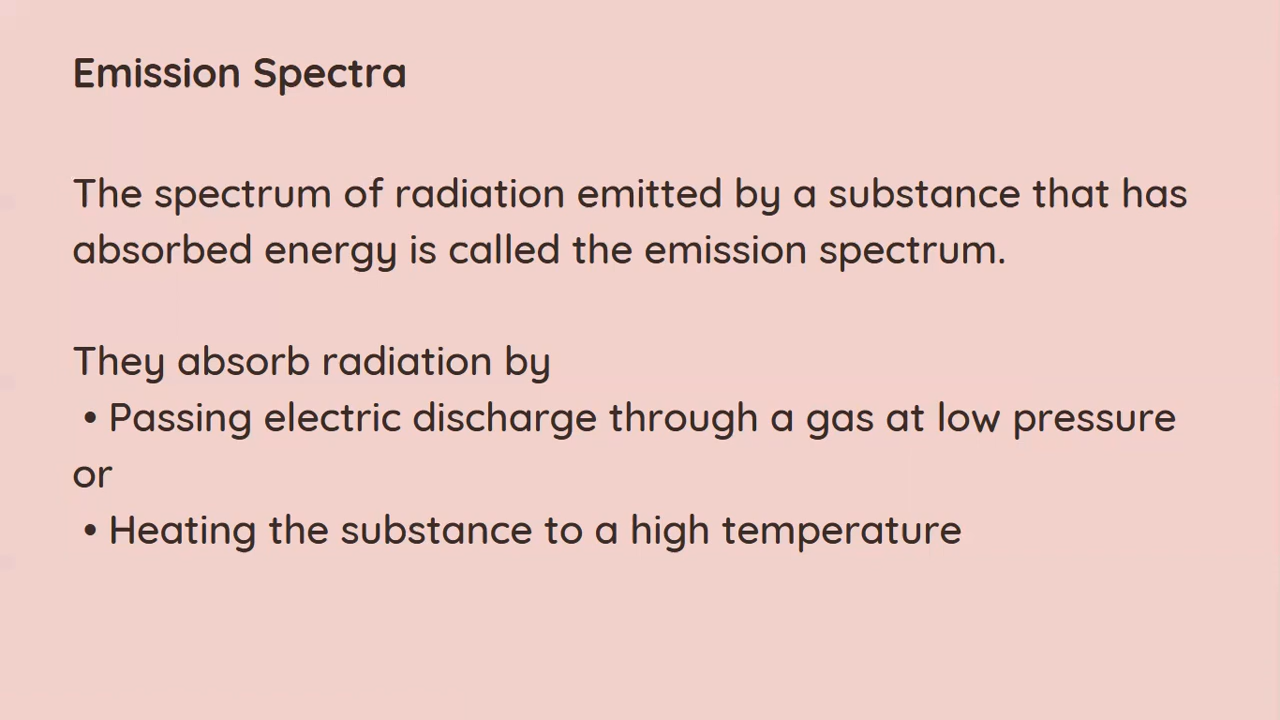 Emission Spectra
The spectrum of radiation emitted by a substance that has
absorbed energy is called the emission spectrum.
They absorb radiation by
• Passing electric discharge through a gas at low pressure
or
• Heating the substance to a high temperature